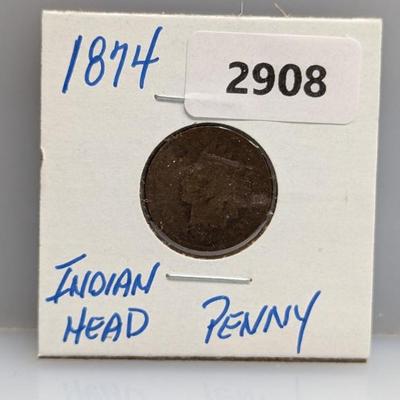 1874
2908
INDIAN
HEAD PENNY